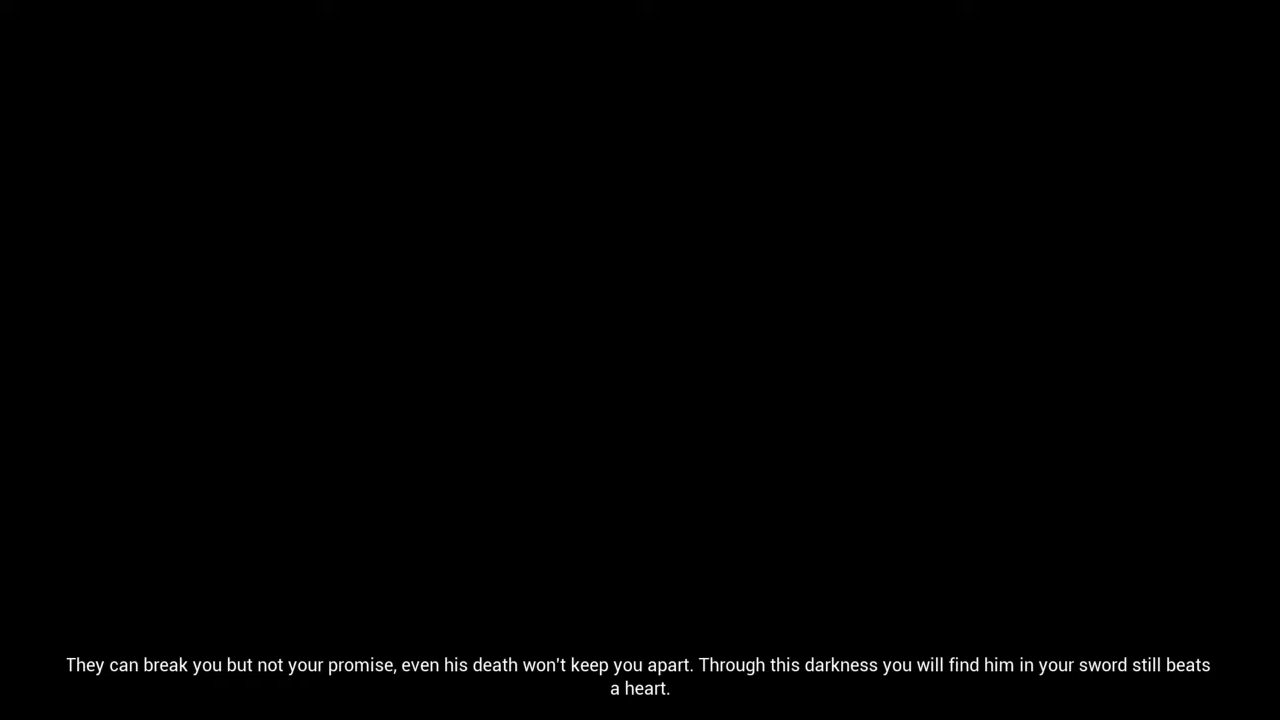 They can break you but not your promise, even his death won't keep you apart. Through this darkness you will find him in your sword still beats
a heart.